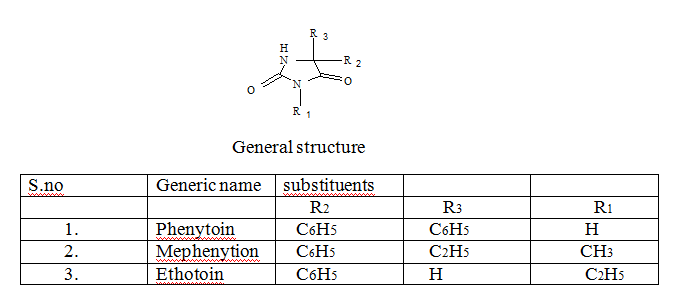 R 3
H
N
R 2
O
N
O
R 1
General structure
S.no Generic name substituents
R2 R3 R1
1. Phenytoin C6H5 C6H5 H
2. Mephenytion C6H5 C2H5 CH3
3. Ethotoin C6H5 H C2H5